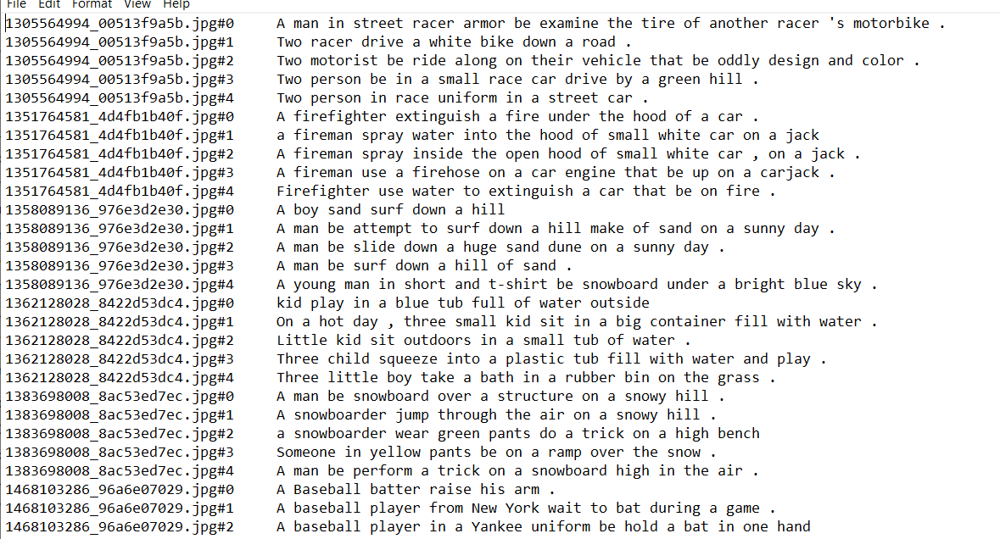 File Edit Format View Help
1305564994_00513f9a5b.jpg#0 A man in street racer armor be examine the tire of another racer 's motorbike .
1305564994_00513f9a5b.jpg#1 Two racer drive a white bike down a road .
1305564994_00513f9a5b.jpg#2 Two motorist be ride along on their vehicle that be oddly design and color .
1305564994_00513f9a5b.jpg#3 Two person be in a small race car drive by a green hill .
1305564994_00513f9a5b.jpg#4 Two person in race uniform in a street car .
1351764581_4d4fb1b40f.jpg#0 A firefighter extinguish a fire under the hood of a car .
1351764581_4d4fb1b40f.jpg#1 a fireman spray water into the hood of small white car on a jack
1351764581_4d4fb1b40f.jpg#2 A fireman spray inside the open hood of small white car , on a jack .
1351764581_4d4fb1b40f.jpg#3 A fireman use a firehose on a car engine that be up on a carjack .
1351764581_4d4fb1b40f.jpg#4 Firefighter use water to extinguish a car that be on fire .
1358089136_976e3d2e30.jpg#0 A boy sand surf down a hill
1358089136_976e3d2e30.jpg#1 A man be attempt to surf down a hill make of sand on a sunny day .
1358089136_976e3d2e30.jpg#2 A man be slide down a huge sand dune on a sunny day .
1358089136_976e3d2e30.jpg#3 A man be surf down a hill of sand .
1358089136_976e3d2e30.jpg#4 A young man in short and t-shirt be snowboard under a bright blue sky .
1362128028_8422d53dc4.jpg#0 kid play in a blue tub full of water outside
1362128028_8422d53dc4.jpg#1 On a hot day , three small kid sit in a big container fill with water .
1362128028_8422d53dc4.jpg#2 Little kid sit outdoors in a small tub of water .
1362128028_8422d53dc4.jpg#3 Three child squeeze into a plastic tub fill with water and play .
1362128028_8422d53dc4.jpg#4 Three little boy take a bath in a rubber bin on the grass .
1383698008_8ac53ed7ec.jpg#0 A man be snowboard over a structure on a snowy hill .
1383698008_8ac53ed7ec.jpg#1 A snowboarder jump through the air on a snowy hill .
1383698008_8ac53ed7ec.jpg#2 a snowboarder wear green pants do a trick on a high bench
1383698008_8ac53ed7ec.jpg#3 Someone in yellow pants be on a ramp over the snow .
1383698008_8ac53ed7ec.jpg#4 A man be perform a trick on a snowboard high in the air .
1468103286_96a6e07029.jpg#0 A Baseball batter raise his arm .
1468103286_96a6e07029.jpg#1 A baseball player from New York wait to bat during a game .
1468103286_96a6e07029.jpg#2 A baseball player in a Yankee uniform be hold a bat in one hand